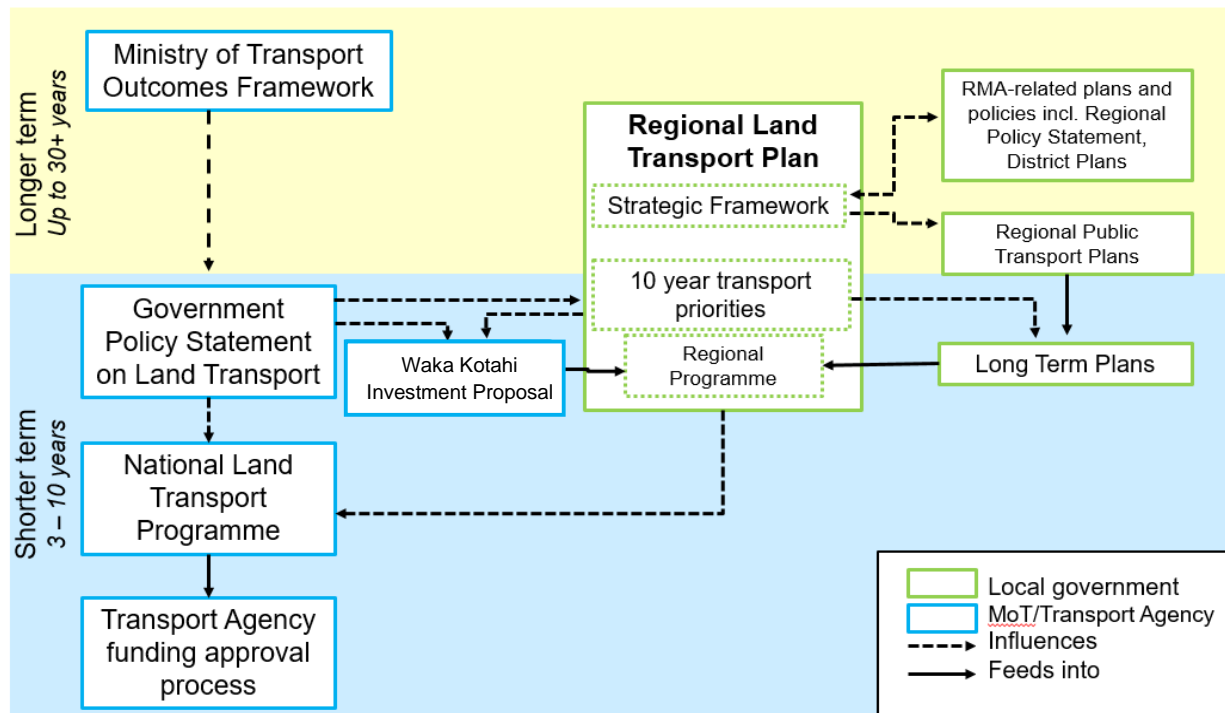 Longer term
Up to 30+ years
Ministry of Transport
Outcomes Framework
Regional Land
Transport Plan
Strategic Framework
RMA-related plans and
policies incl. Regional
Policy Statement,
District Plans
Regional Public
Transport Plans
Shorter term
3 – 10 years
Government
Policy Statement
on Land Transport
10 year transport
priorities
Waka Kotahi
Investment Proposal
Regional
Programme
Long Term Plans
National Land
Transport
Programme
Transport Agency
funding approval
process
Local government
MoT/Transport Agency
Influences
Feeds into